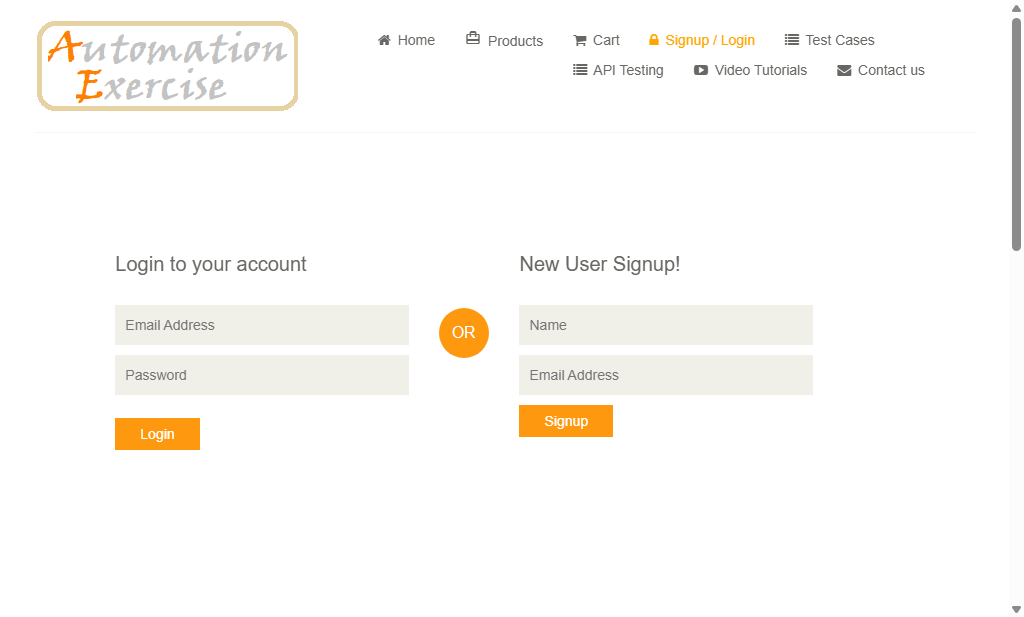 Automation
Exercise
Home
Products
Cart
Signup / Login
Test Cases
API Testing
Video Tutorials
Contact us
Login to your account
Email Address
Password
Login
OR
New User Signup!
Name
Email Address
Signup